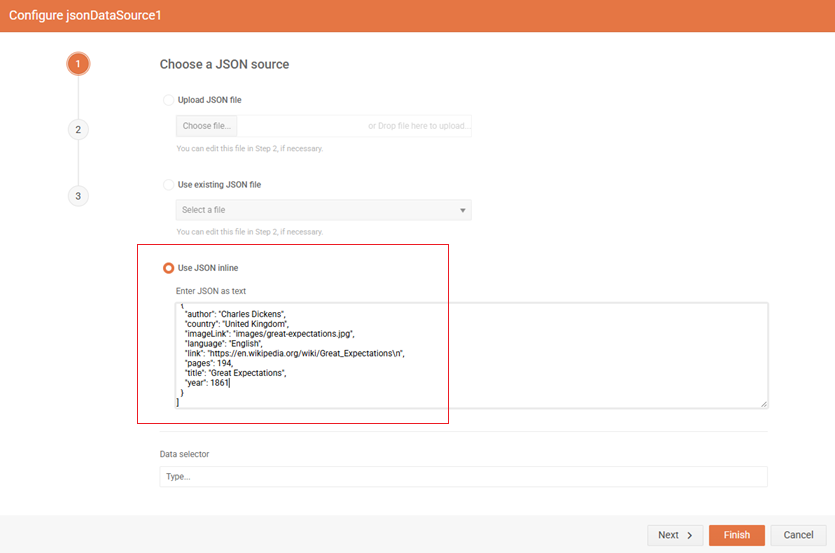 Configure jsonDataSource1
1
Choose a JSON source
Upload JSON file
Choose file...
or Drop file here to upload...
You can edit this file in Step 2, if necessary.
2
Use existing JSON file
3
Select a file
You can edit this file in Step 2, if necessary.
Use JSON inline
Enter JSON as text
{
"author": "Charles Dickens",
"country": "United Kingdom",
"imageLink": "images/great-expectations.jpg",
"language": "English",
"link": "https://en.wikipedia.org/wiki/Great_Expectations\n",
"pages": 194,
"title": "Great Expectations",
"year": 1861
}
]
Data selector
Type...
Next
Finish
Cancel